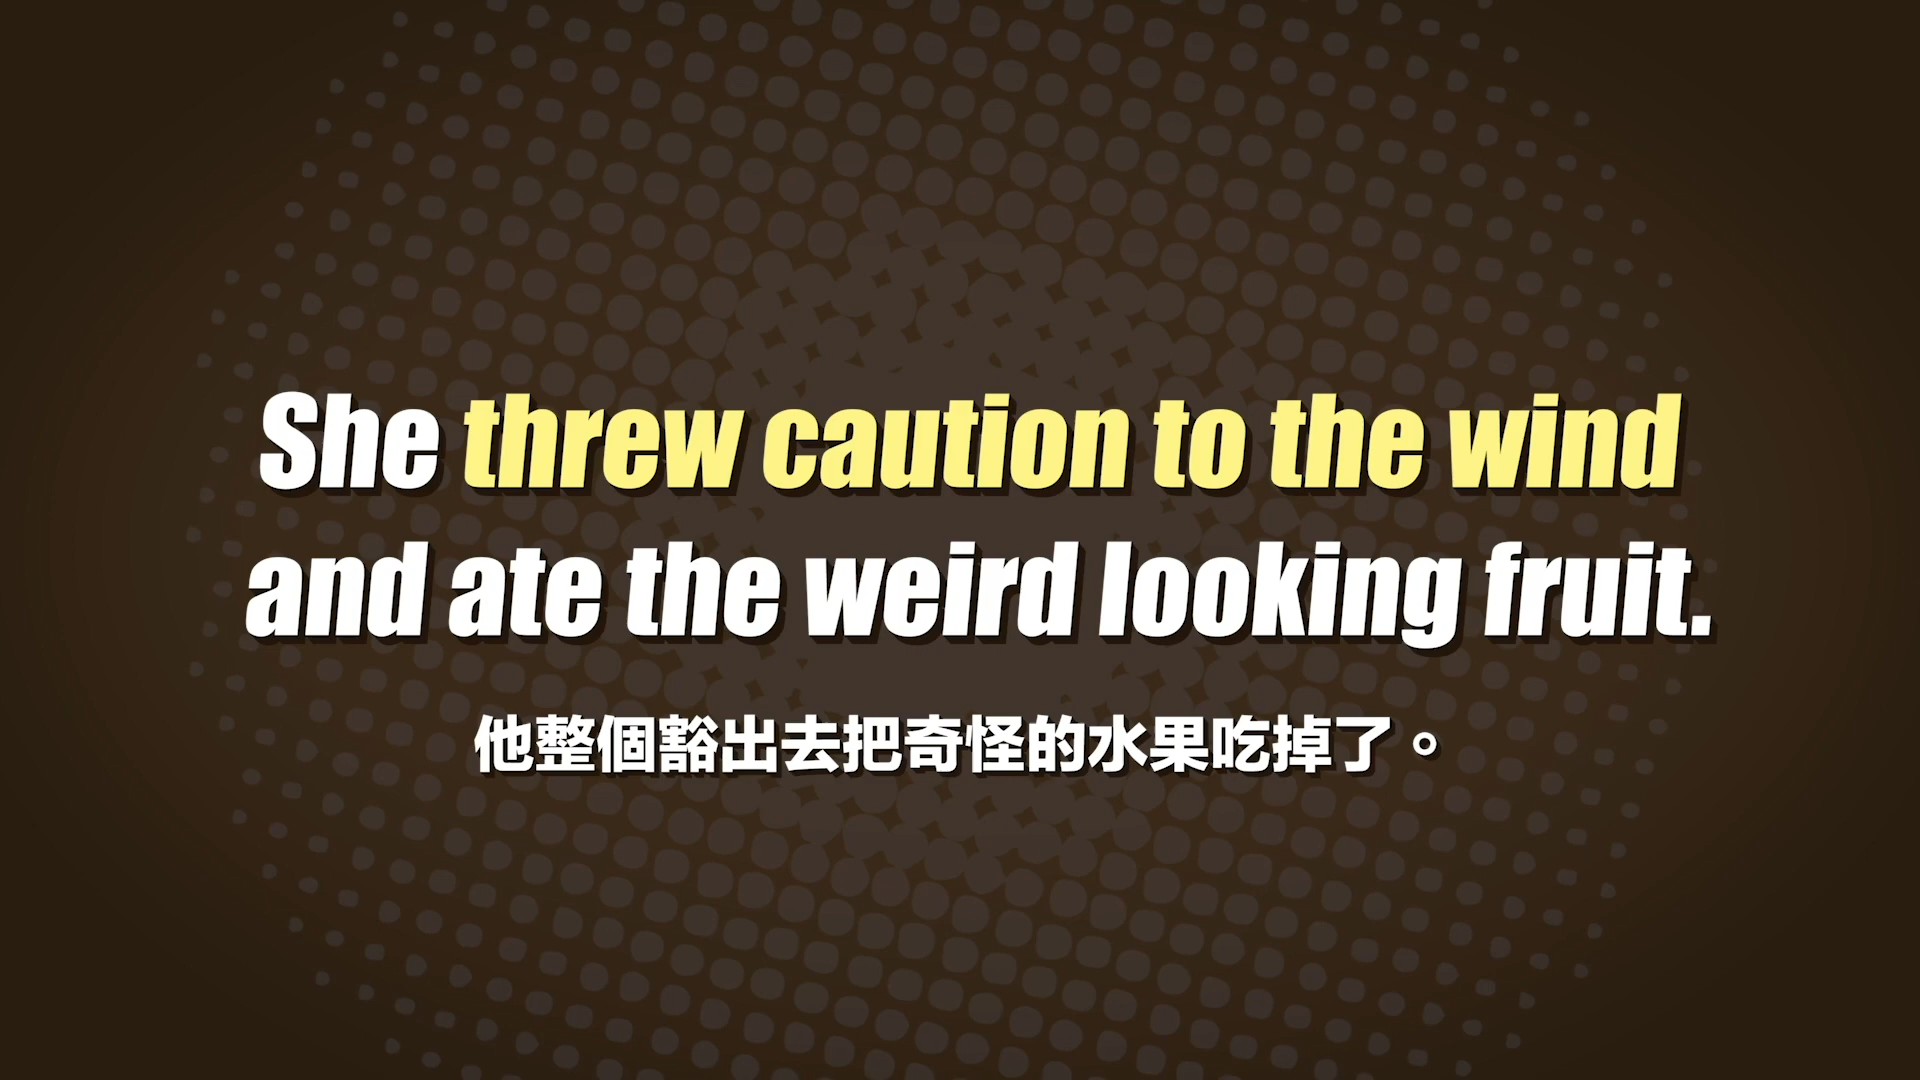 She threw caution to the wind
and ate the weird looking fruit.
他整個豁出去把奇怪的水果吃掉了。